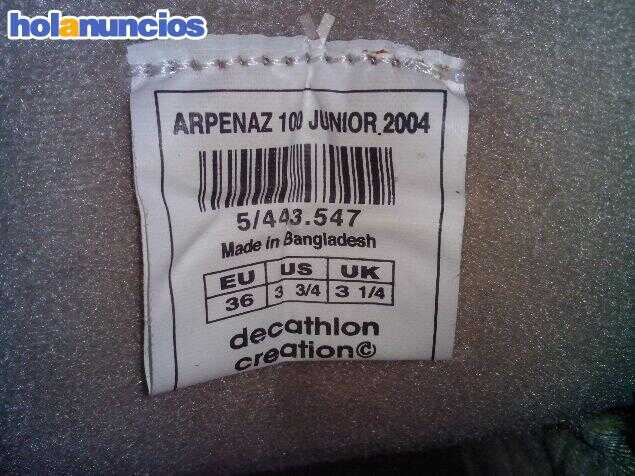 holanuncios
ARPENAZ 100 JUNIOR 2004
5/443.547
Made in Bangladesh
EU US UK
36 3 3/4 3 1/4
decathlon
creation©